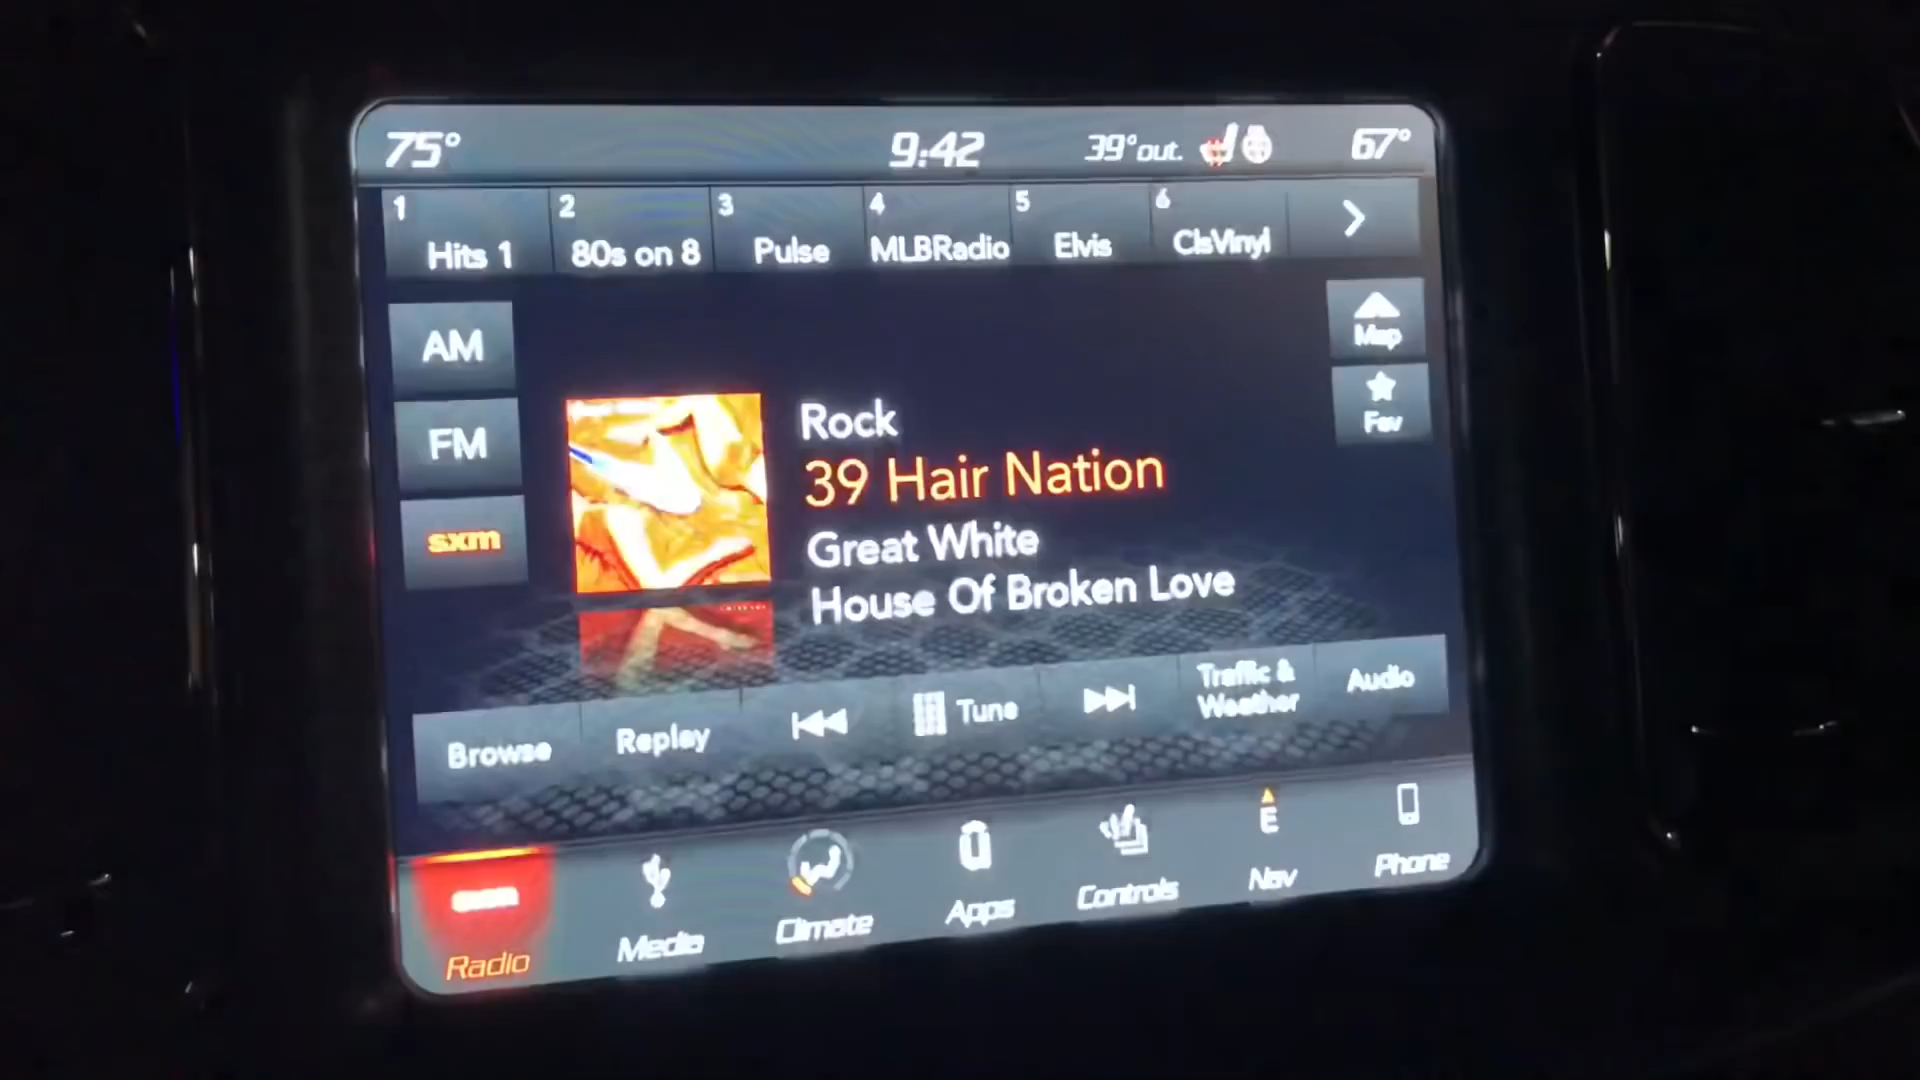 75° 9:42 39°out. 67°
1 2 3 4 5 6
Hits 1 80s on 8 Pulse MLBRadio Elvis ClsVinyl
AM
FM
sxm
Map
Fav
Rock
39 Hair Nation
Great White
House Of Broken Love
Browse Replay Tune Traffic & Weather Audio
sxm
E
Radio Media Climate Apps Controls Nav Phone